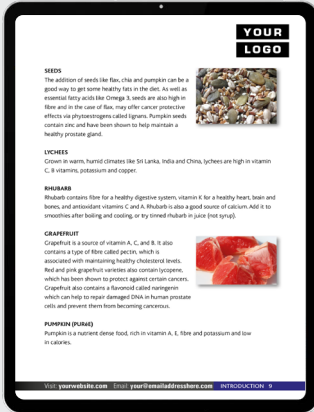 YOUR
LOGO
SEEDS
The addition of seeds like flax, chia and pumpkin can be a
good way to get some healthy fats in the diet. As well as
essential fatty acids like Omega 3, seeds are also high in
fibre and in the case of flax, may offer cancer protective
effects via phytoestrogens called lignans. Pumpkin seeds
contain zinc and have been shown to help maintain a
healthy prostate gland.
LYCHEES
Grown in warm, humid climates like Sri Lanka, India and China, lychees are high in vitamin
C, B vitamins, potassium and copper.
RHUBARB
Rhubarb contains fibre for a healthy digestive system, vitamin K for a healthy heart, brain and
bones, and antioxidant vitamins C and A. Rhubarb is also a good source of calcium. Add it to
smoothies after boiling and cooling, or try tinned rhubarb in juice (not syrup).
GRAPEFRUIT
Grapefruit is a source of vitamin A, C, and B. It also
contains a type of fibre called pectin, which is
associated with maintaining healthy cholesterol levels.
Red and pink grapefruit varieties also contain lycopene,
which has been shown to protect against certain cancers.
Grapefruit also contains a flavonoid called naringenin
which can help to repair damaged DNA in human prostate
cells and prevent them from becoming cancerous.
PUMPKIN (PURéE)
Pumpkin is a nutrient dense food, rich in vitamin A, E, fibre and potassium and low
in calories.
Visit: yourwebsite.com Email: your@emailaddresshere.com INTRODUCTION 9